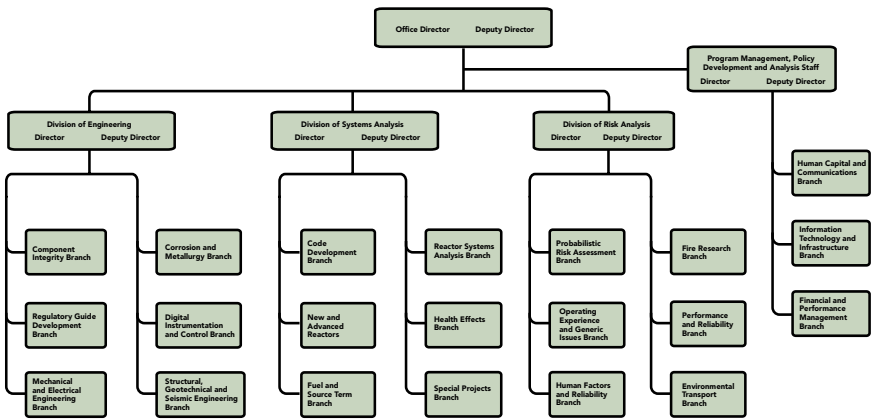 Office Director Deputy Director
Program Management, Policy
Development and Analysis Staff
Director Deputy Director
Division of Engineering
Director Deputy Director
Division of Systems Analysis
Director Deputy Director
Division of Risk Analysis
Director Deputy Director
Human Capital and
Communications
Branch
Information
Technology and
Infrastructure
Branch
Financial and
Performance
Management
Branch
Component
Integrity Branch
Corrosion and
Metallurgy Branch
Code
Development
Branch
Reactor Systems
Analysis Branch
Probabilistic
Risk Assessment
Branch
Fire Research
Branch
Regulatory Guide
Development
Branch
Digital
Instrumentation
and Control Branch
New and
Advanced
Reactors
Health Effects
Branch
Operating
Experience
and Generic
Issues Branch
Performance
and Reliability
Branch
Mechanical
and Electrical
Engineering
Branch
Structural,
Geotechnical and
Seismic Engineering
Branch
Fuel and
Source Term
Branch
Special Projects
Branch
Human Factors
and Reliability
Branch
Environmental
Transport
Branch